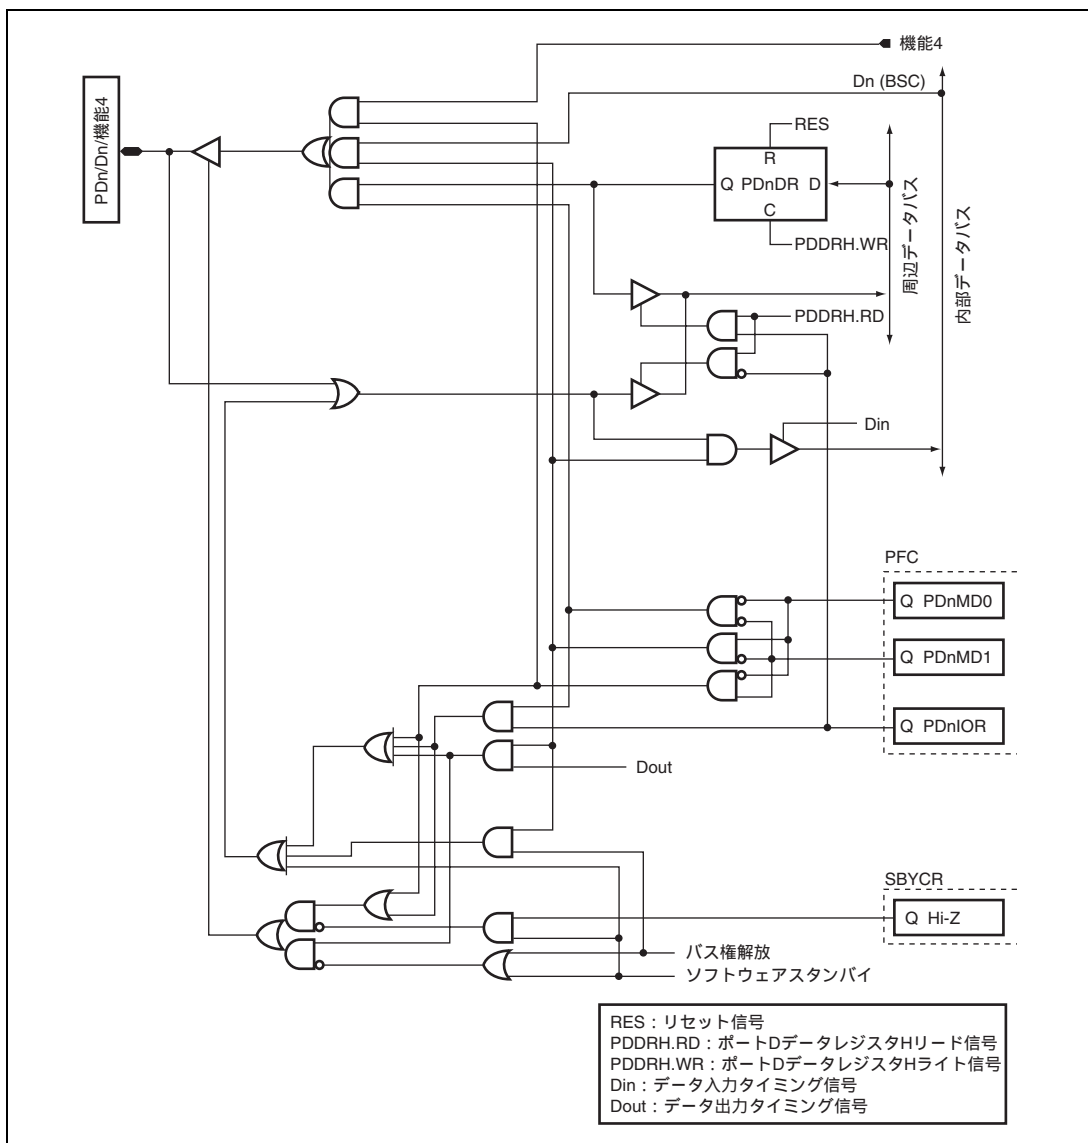 機能4
Dn (BSC)
PDn/Dn/機能4
RES
R
Q PDnDR D
C
PDDRH.WR
周辺データバス
内部データバス
PDDRH.RD
Din
PFC
Q PDnMD0
Q PDnMD1
Q PDnIOR
Dout
SBYCR
Q Hi-Z
バス権解放
ソフトウェアスタンバイ
RES：リセット信号
PDDRH.RD：ポートDデータレジスタHリード信号
PDDRH.WR：ポートDデータレジスタHライト信号
Din：データ入力タイミング信号
Dout：データ出力タイミング信号